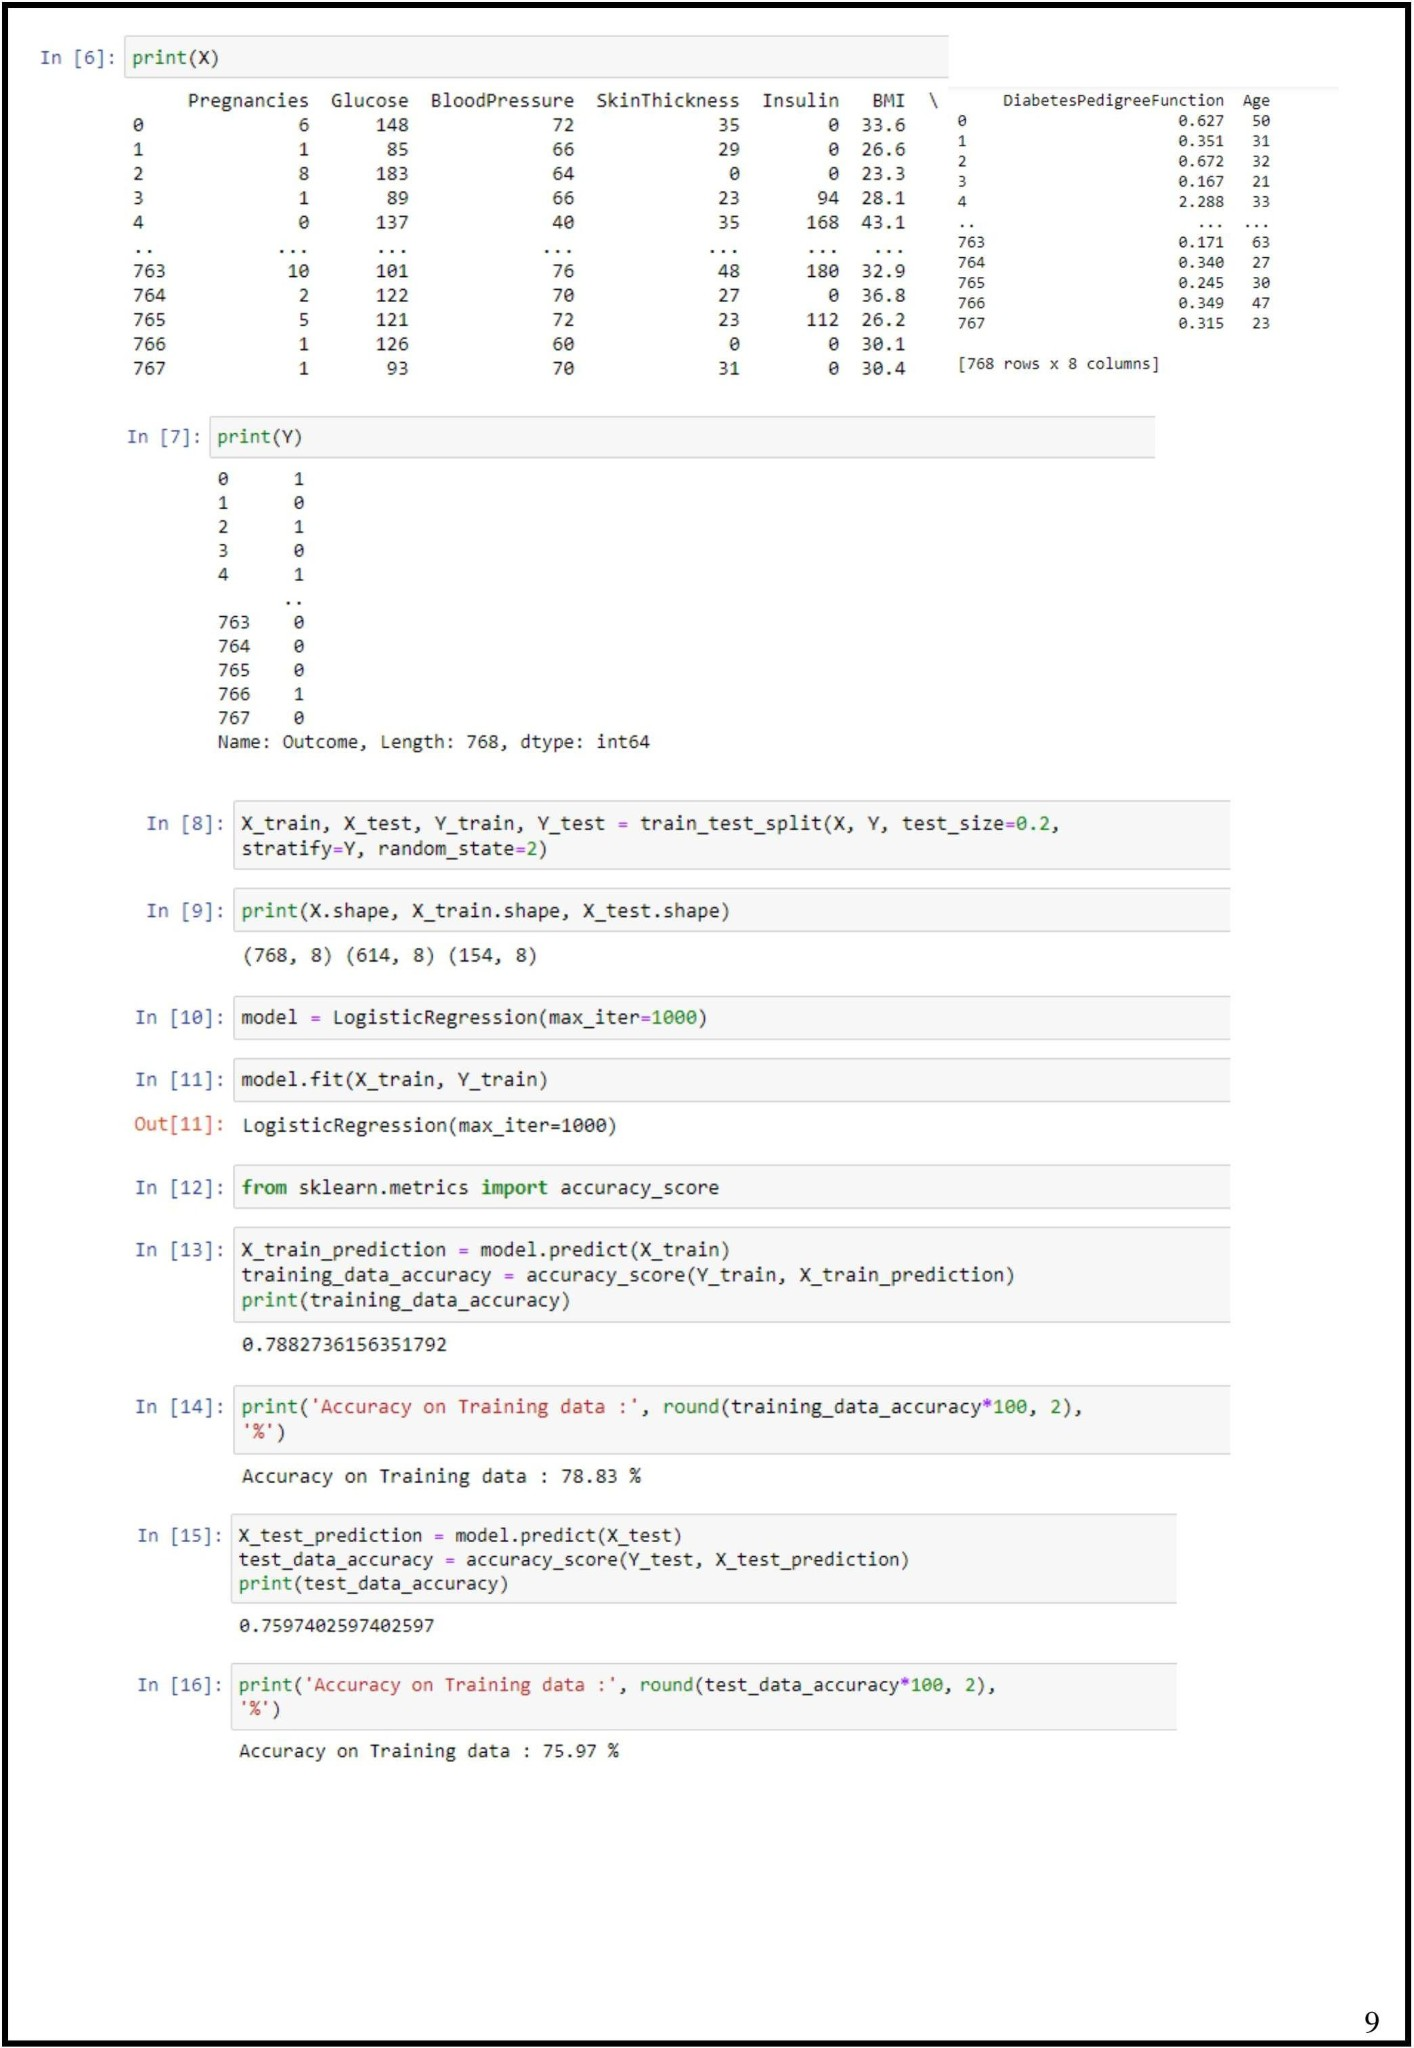 In [6]: print(X)
Pregnancies Glucose BloodPressure SkinThickness Insulin BMI \
0 6 148 72 35 0 33.6
1 1 85 66 29 0 26.6
2 8 183 64 0 0 23.3
3 1 89 66 23 94 28.1
4 0 137 40 35 168 43.1
.. ... ... ... ... ... ...
763 10 101 76 48 180 32.9
764 2 122 70 27 0 36.8
765 5 121 72 23 112 26.2
766 1 126 60 0 0 30.1
767 1 93 70 31 0 30.4
DiabetesPedigreeFunction Age
0 0.627 50
1 0.351 31
2 0.672 32
3 0.167 21
4 2.288 33
.. ... ...
763 0.171 63
764 0.340 27
765 0.245 30
766 0.349 47
767 0.315 23
[768 rows x 8 columns]
In [7]: print(Y)
0 1
1 0
2 1
3 0
4 1
..
763 0
764 0
765 0
766 1
767 0
Name: Outcome, Length: 768, dtype: int64
In [8]: X_train, X_test, Y_train, Y_test = train_test_split(X, Y, test_size=0.2,
stratify=Y, random_state=2)
In [9]: print(X.shape, X_train.shape, X_test.shape)
(768, 8) (614, 8) (154, 8)
In [10]: model = LogisticRegression(max_iter=1000)
In [11]: model.fit(X_train, Y_train)
Out[11]: LogisticRegression(max_iter=1000)
In [12]: from sklearn.metrics import accuracy_score
In [13]: X_train_prediction = model.predict(X_train)
training_data_accuracy = accuracy_score(Y_train, X_train_prediction)
print(training_data_accuracy)
0.7882736156351792
In [14]: print('Accuracy on Training data :', round(training_data_accuracy*100, 2),
'%')
Accuracy on Training data : 78.83 %
In [15]: X_test_prediction = model.predict(X_test)
test_data_accuracy = accuracy_score(Y_test, X_test_prediction)
print(test_data_accuracy)
0.7597402597402597
In [16]: print('Accuracy on Training data :', round(test_data_accuracy*100, 2),
'%')
Accuracy on Training data : 75.97 %
9